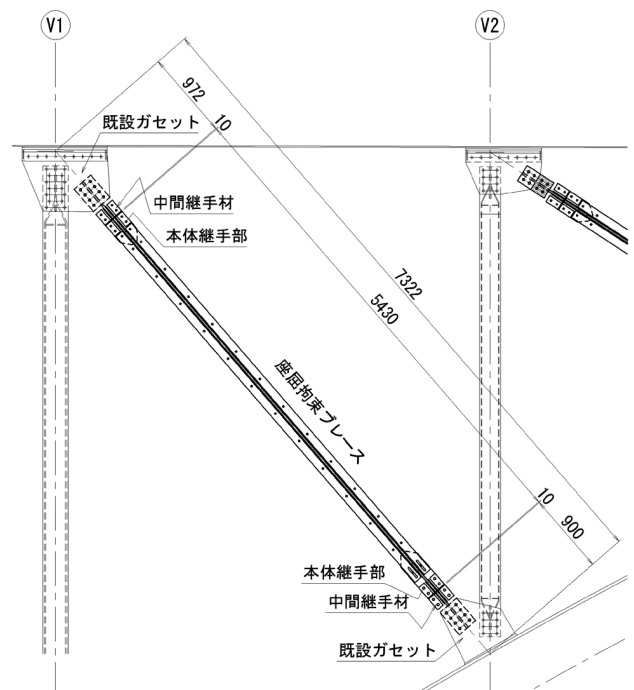 V1
V2
972
10
既設ガセット
中間継手材
本体継手部
7322
5430
座屈拘束ブレース
10
900
本体継手部
中間継手材
既設ガセット